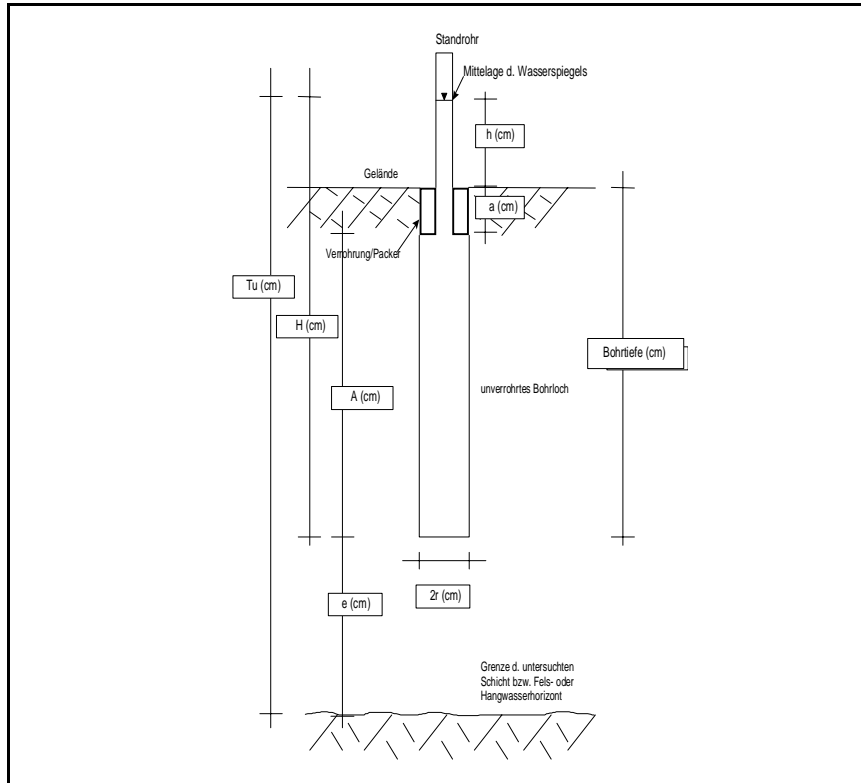 Standrohr
Mittelage d. Wasserspiegels
h (cm)
Gelände
a (cm)
Verrohrung/Packer
Tu (cm)
H (cm)
Bohrtiefe (cm)
A (cm)
unverrohrtes Bohrloch
2r (cm)
e (cm)
Grenze d. untersuchten
Schicht bzw. Fels- oder
Hangwasserhorizont